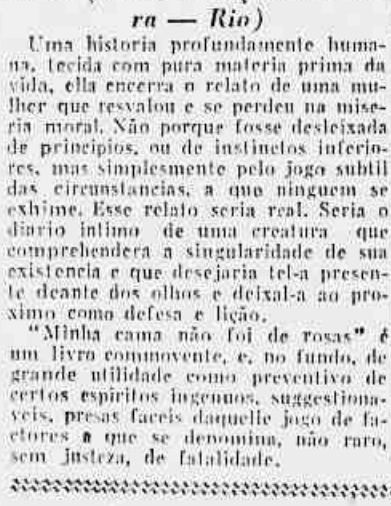 ra — Rio)
Uma historia profundamente huma-
na, tecida com pura materia prima da
vida, ella encerra o relato de uma mu-
lher que resvalou e se perdeu na mise-
ria moral. Não porque fosse desleixada
de principios, ou de instinctos inferio-
res, mas simplesmente pelo jogo subtil
das circumstancias, a que ninguem se
exhime. Esse relato seria real. Seria o
diario intimo de uma creatura que
comprehendera a singularidade de sua
existencia e que desejaria tel-a presen-
te deante dos olhos e deixal-a ao pro-
ximo como defesa e lição.
"Minha cama não foi de rosas" é
um livro commovente, e, no fundo, de
grande utilidade como preventivo de
certos espiritos ingenuos, suggestiona-
veis, presas faceis daquelle jogo de fa-
ctores a que se denomina, não raro,
sem justeza, de fatalidade.